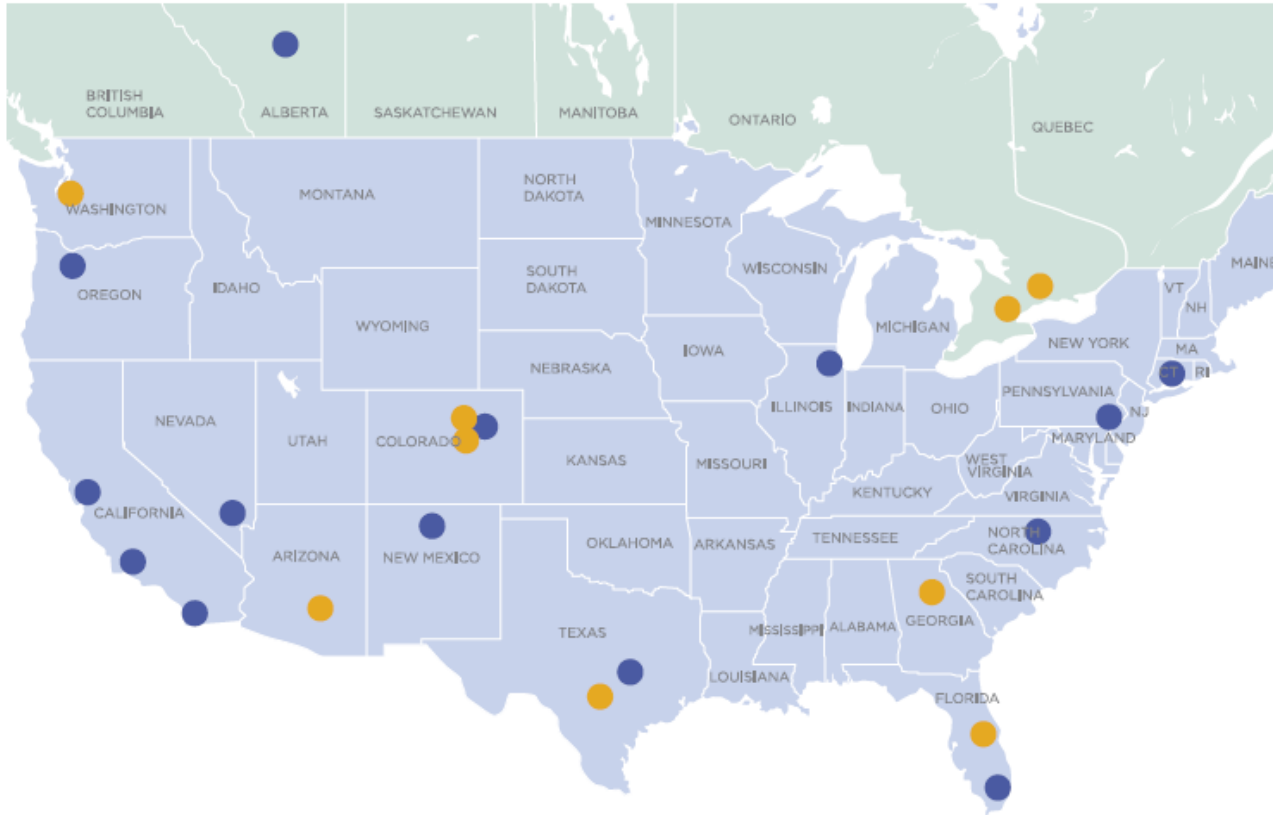 BRITISH
COLUMBIA
ALBERTA
SASKATCHEWAN
MANITOBA
ONTARIO
QUEBEC
WASHINGTON
MONTANA
NORTH
DAKOTA
MINNESOTA
OREGON
IDAHO
SOUTH
DAKOTA
WISCONSIN
MICHIGAN
VT
NH
MAINE
WYOMING
IOWA
NEW YORK
MA
NEBRASKA
CT
RI
NEVADA
UTAH
COLORADO
KANSAS
MISSOURI
ILLINOIS
INDIANA
OHIO
PENNSYLVANIA
NJ
MARYLAND
WEST
VIRGINIA
VIRGINIA
KENTUCKY
CALIFORNIA
ARIZONA
NEW MEXICO
OKLAHOMA
ARKANSAS
TENNESSEE
NORTH
CAROLINA
SOUTH
CAROLINA
TEXAS
LOUISIANA
MISSISSIPPI
ALABAMA
GEORGIA
FLORIDA